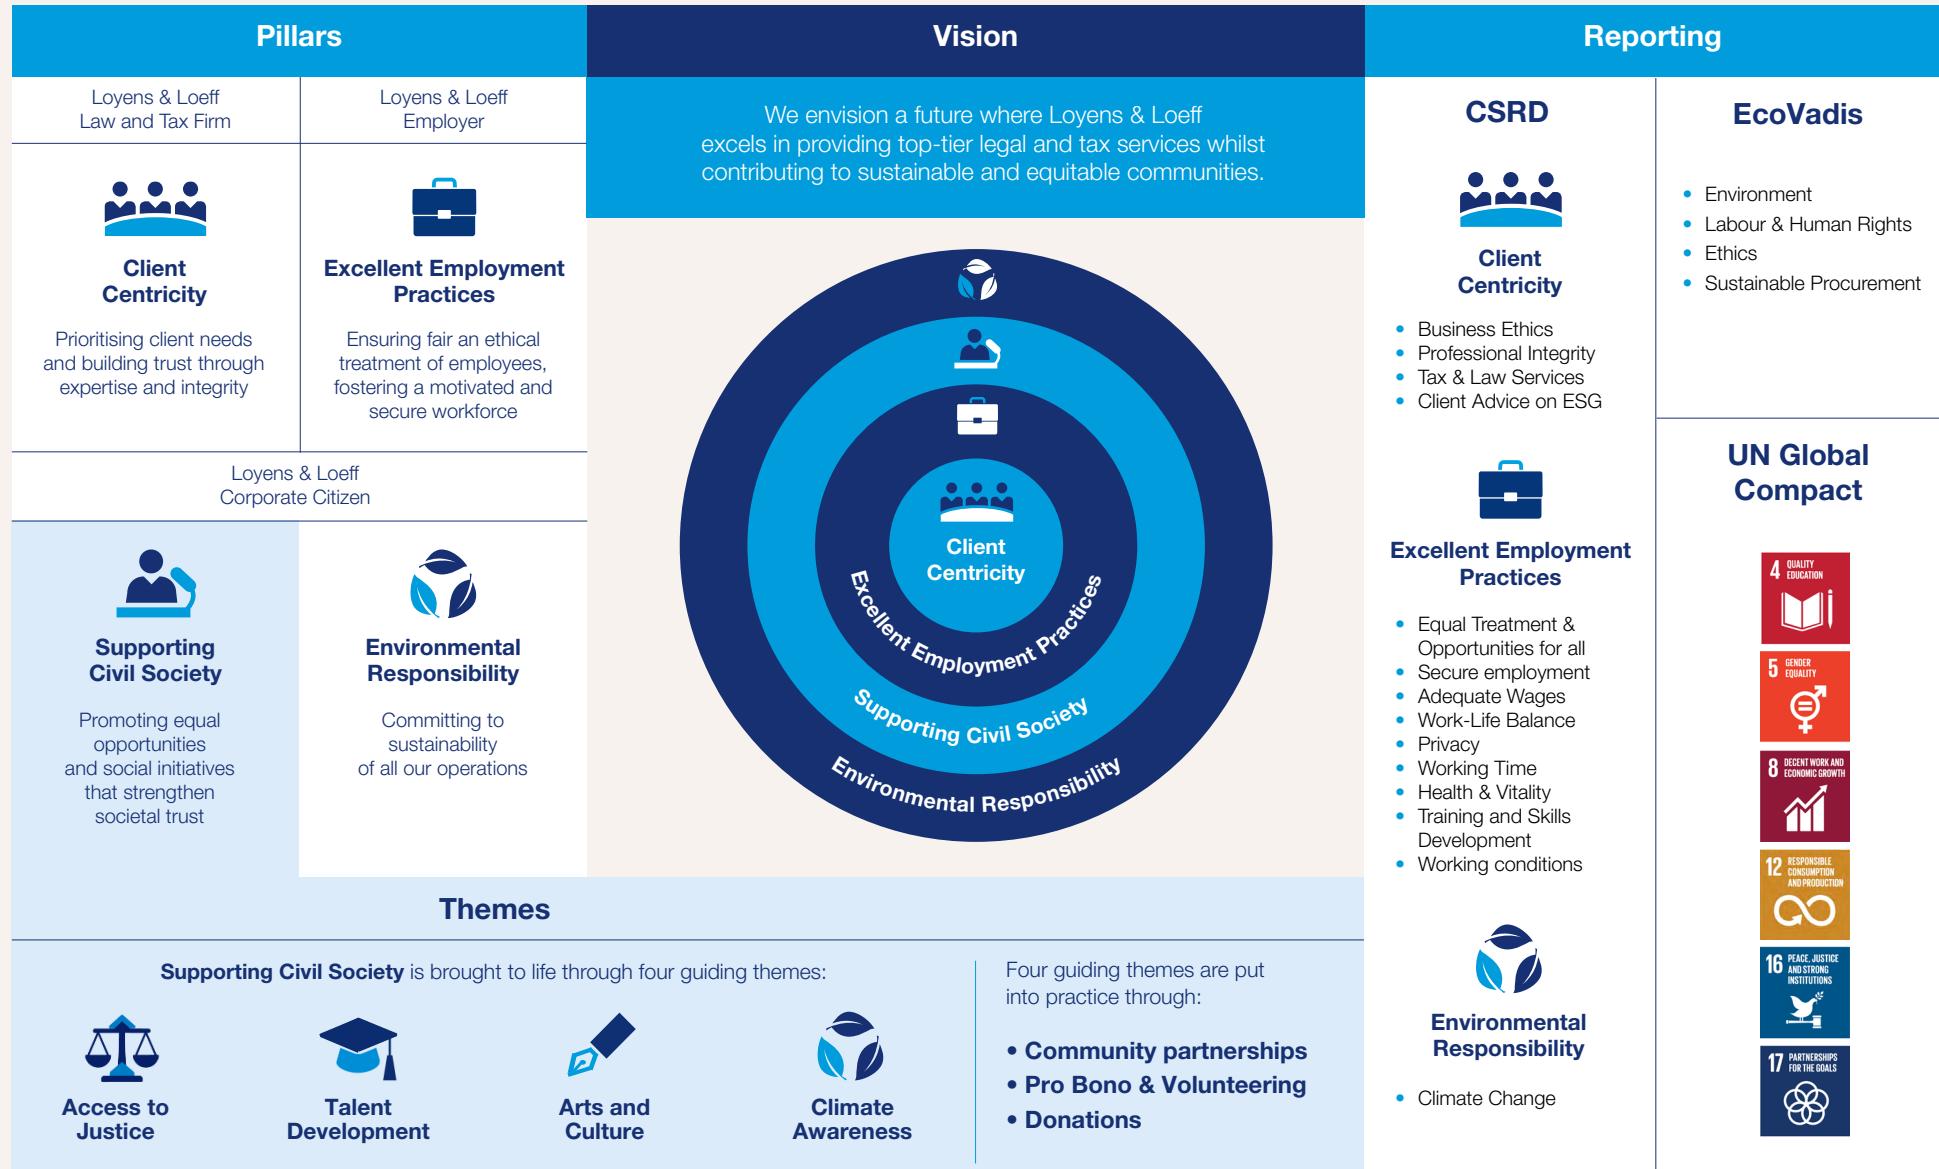 Pillars
Loyens & Loeff
Law and Tax Firm
Loyens & Loeff
Employer
Client
Centricity
Prioritising client needs
and building trust through
expertise and integrity
Excellent Employment
Practices
Ensuring fair an ethical
treatment of employees,
fostering a motivated and
secure workforce
Loyens & Loeff
Corporate Citizen
Supporting
Civil Society
Promoting equal
opportunities
and social initiatives
that strengthen
societal trust
Environmental
Responsibility
Committing to
sustainability
of all our operations
Vision
We envision a future where Loyens & Loeff
excels in providing top-tier legal and tax services whilst
contributing to sustainable and equitable communities.
Client
Centricity
Excellent Employment Practices
Supporting Civil Society
Environmental Responsibility
Themes
Supporting Civil Society is brought to life through four guiding themes:
Access to
Justice
Talent
Development
Arts and
Culture
Climate
Awareness
Four guiding themes are put
into practice through:
• Community partnerships
• Pro Bono & Volunteering
• Donations
Reporting
CSRD
Client
Centricity
• Business Ethics
• Professional Integrity
• Tax & Law Services
• Client Advice on ESG
Excellent Employment
Practices
• Equal Treatment &
Opportunities for all
• Secure employment
• Adequate Wages
• Work-Life Balance
• Privacy
• Working Time
• Health & Vitality
• Training and Skills
Development
• Working conditions
Environmental
Responsibility
• Climate Change
EcoVadis
• Environment
• Labour & Human Rights
• Ethics
• Sustainable Procurement
UN Global
Compact
4 QUALITY
EDUCATION
5 GENDER
EQUALITY
8 DECENT WORK AND
ECONOMIC GROWTH
12 RESPONSIBLE
CONSUMPTION
AND PRODUCTION
16 PEACE, JUSTICE
AND STRONG
INSTITUTIONS
17 PARTNERSHIPS
FOR THE GOALS